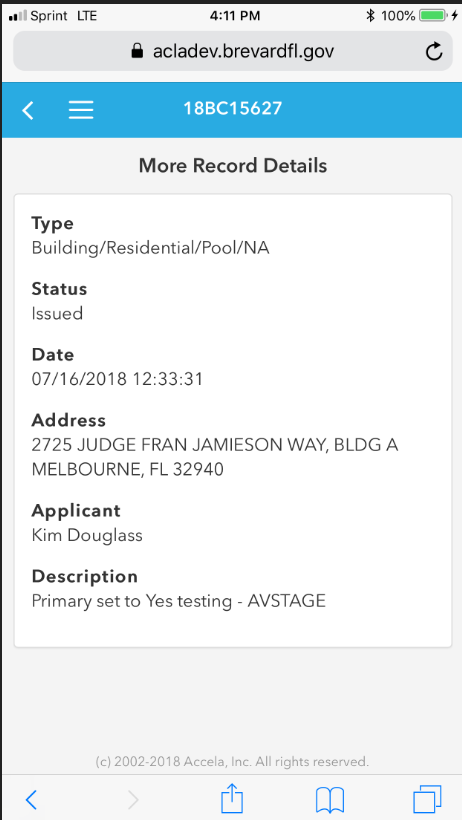 Sprint LTE 4:11 PM 100%
acladev.brevardfl.gov
18BC15627
More Record Details
Type
Building/Residential/Pool/NA
Status
Issued
Date
07/16/2018 12:33:31
Address
2725 JUDGE FRAN JAMIESON WAY, BLDG A
MELBOURNE, FL 32940
Applicant
Kim Douglass
Description
Primary set to Yes testing - AVSTAGE
(c) 2002-2018 Accela, Inc. All rights reserved.